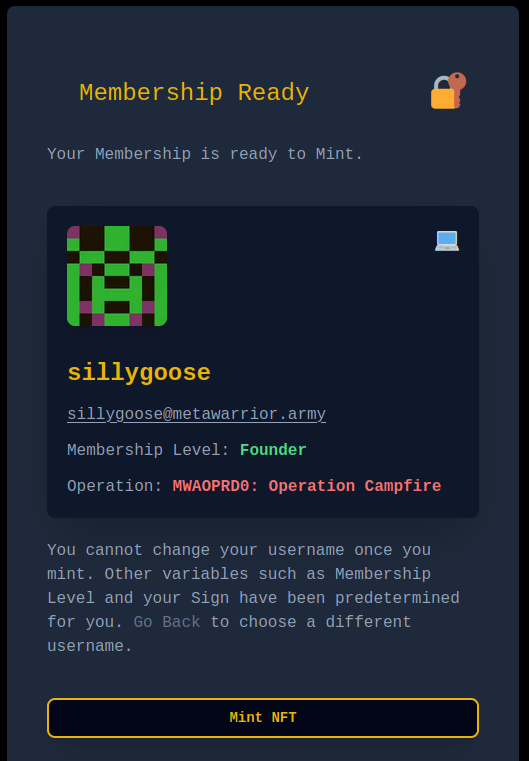 Membership Ready
Your Membership is ready to Mint.
sillygoose
sillygoose@metawarrior.army
Membership Level: Founder
Operation: MWAOPRD0: Operation Campfire
You cannot change your username once you
mint. Other variables such as Membership
Level and your Sign have been predetermined
for you. Go Back to choose a different
username.
Mint NFT